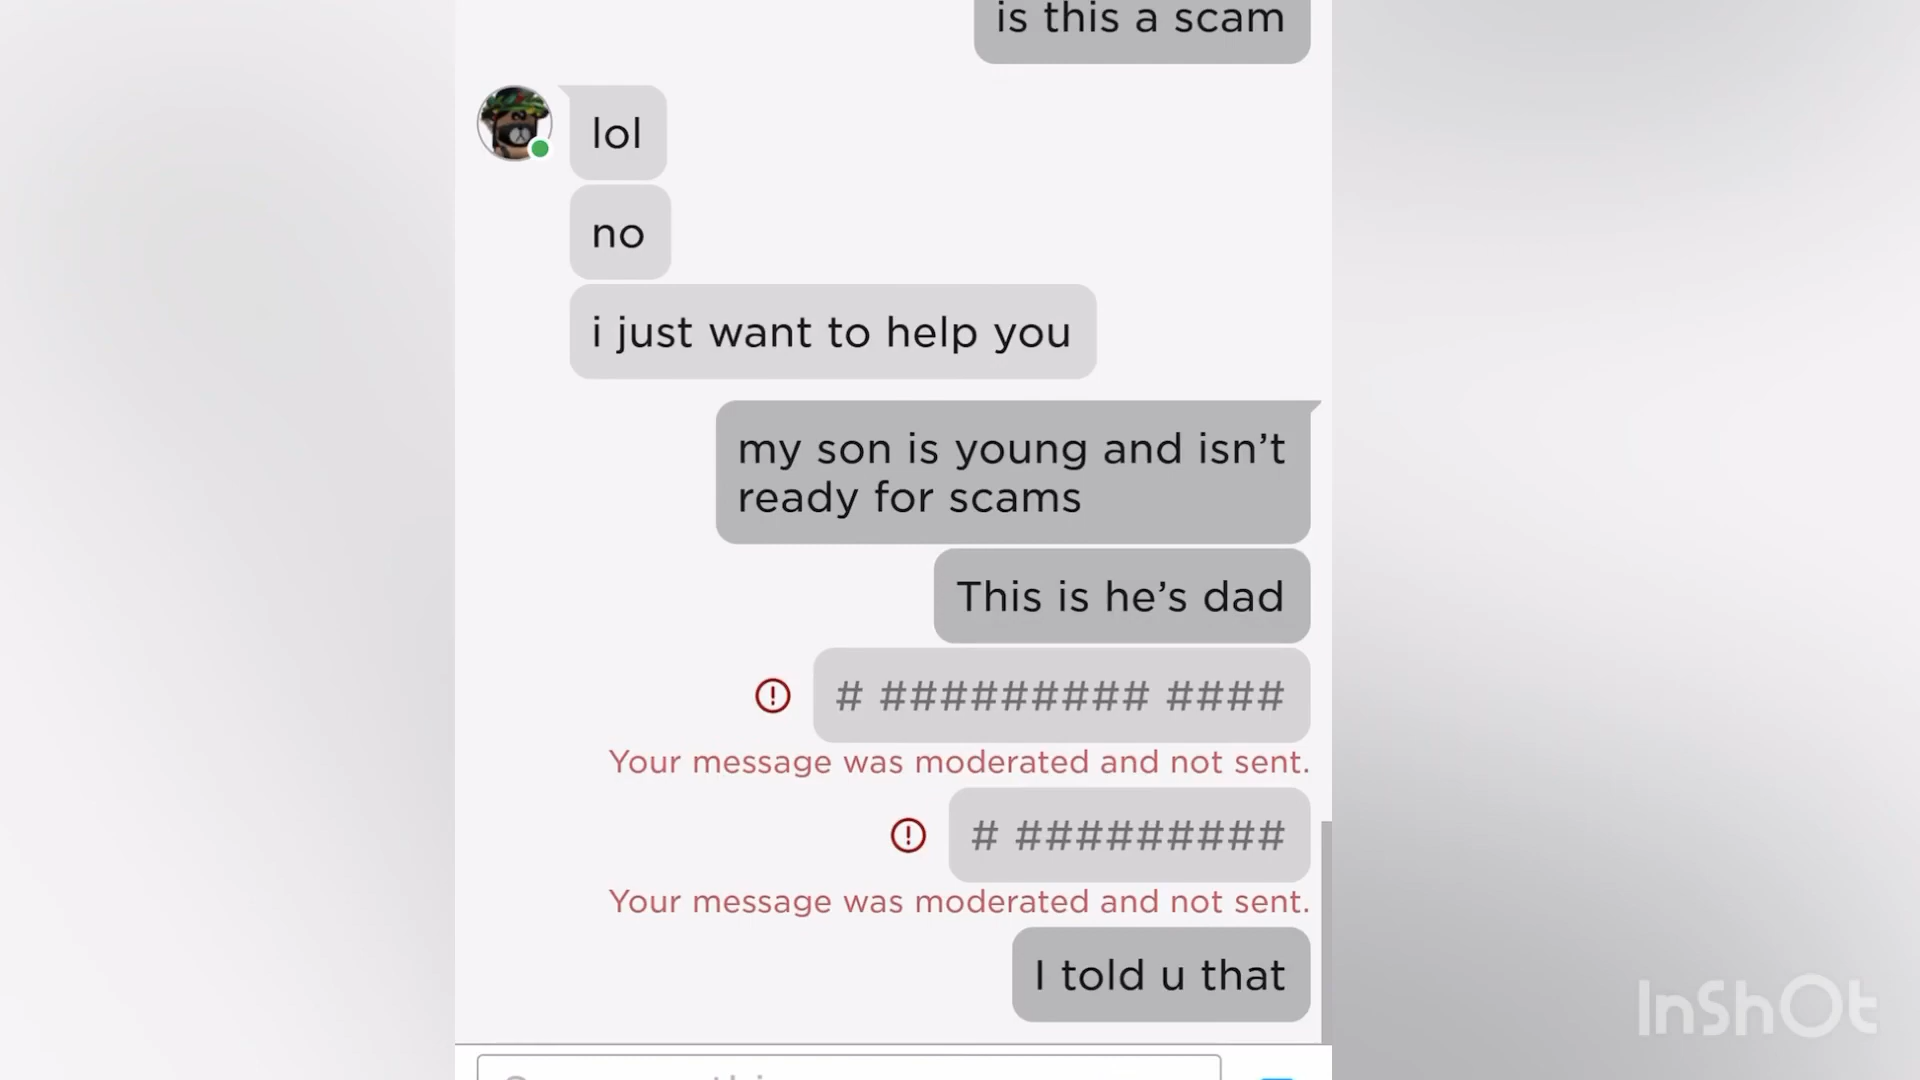 is this a scam
lol
no
i just want to help you
my son is young and isn’t
ready for scams
This is he’s dad
# ######### ####
Your message was moderated and not sent.
# #########
Your message was moderated and not sent.
I told u that
InShOt